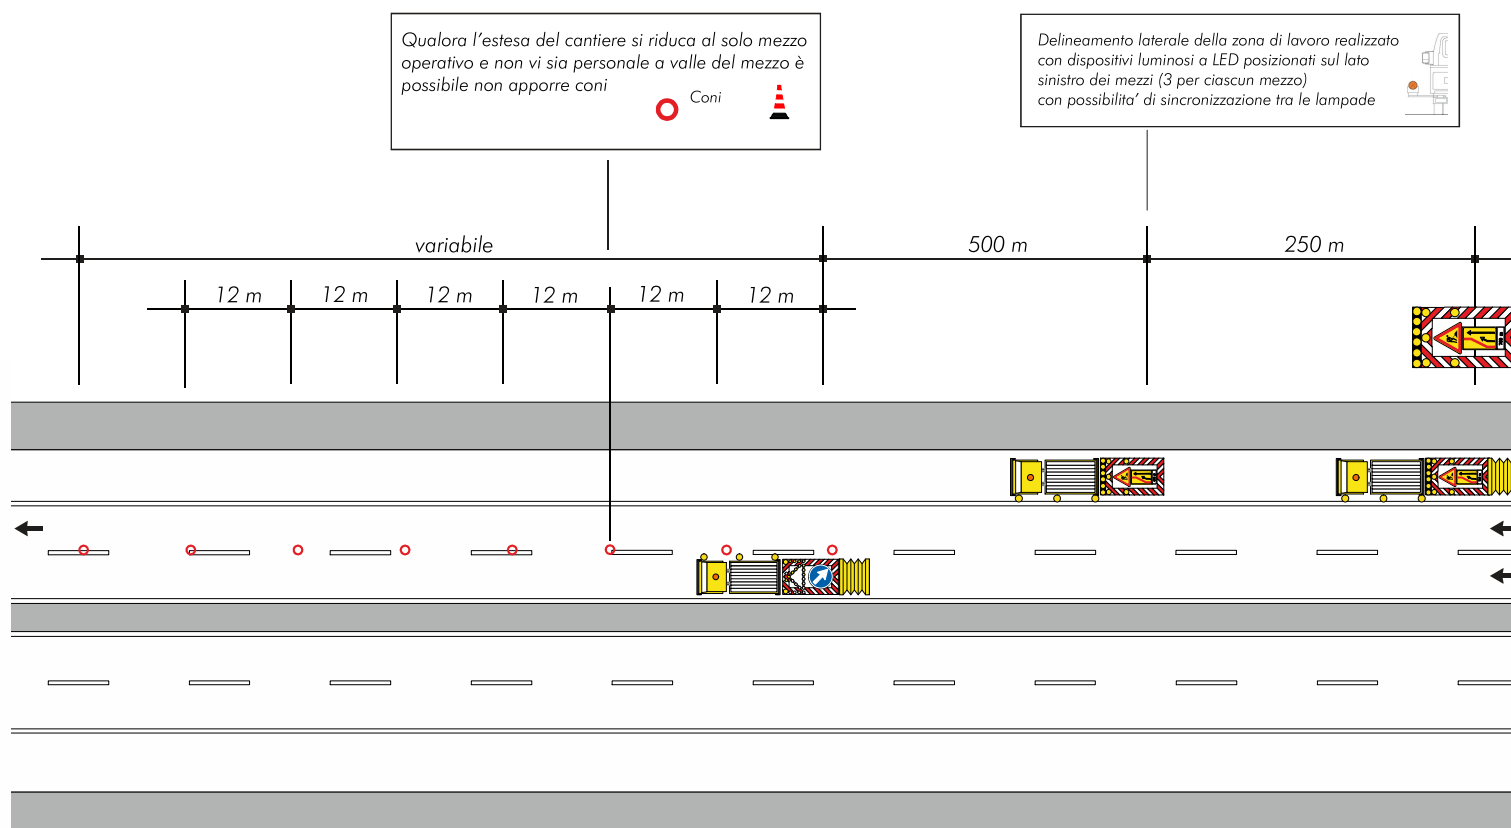 Qualora l'estesa del cantiere si riduca al solo mezzo
operativo e non vi sia personale a valle del mezzo è
possibile non apporre coni
Coni
Delineamento laterale della zona di lavoro realizzato
con dispositivi luminosi a LED posizionati sul lato
sinistro dei mezzi (3 per ciascun mezzo)
con possibilita' di sincronizzazione tra le lampade
variabile
500 m
250 m
12 m
12 m
12 m
12 m
12 m
12 m